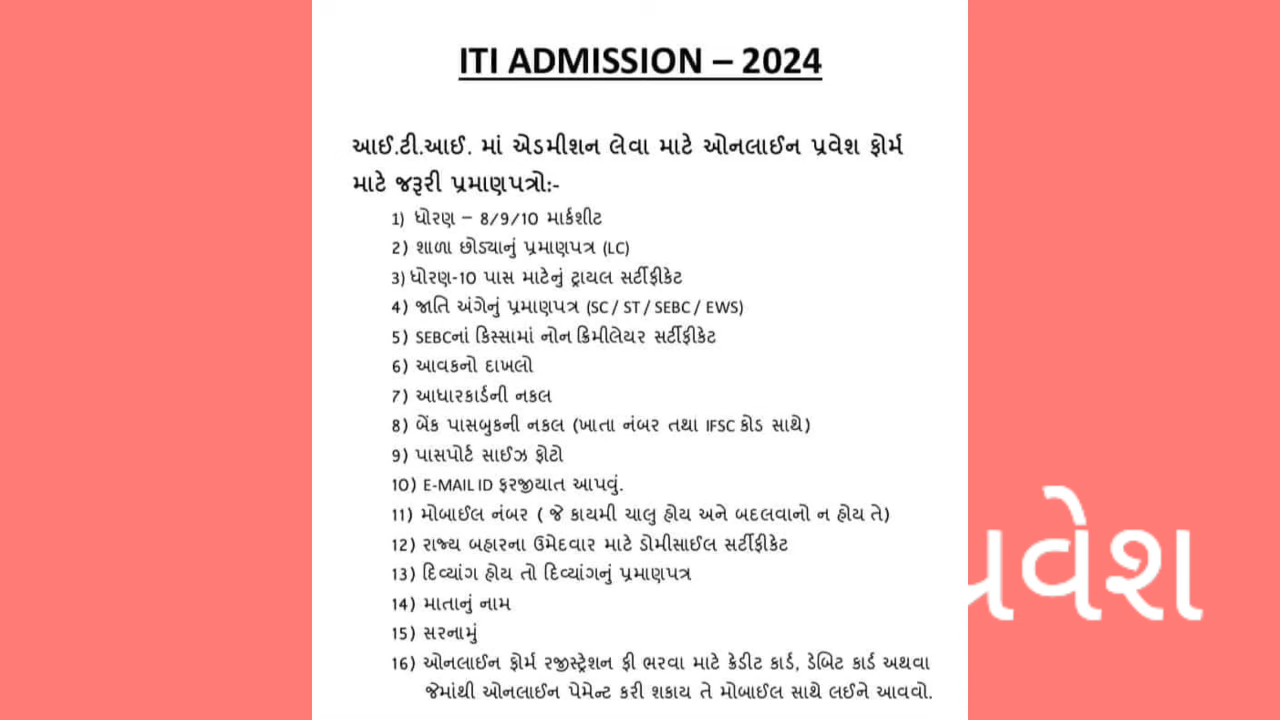 ITI ADMISSION – 2024
આઈ.ટી.આઈ. માં એડમીશન લેવા માટે ઓનલાઈન પ્રવેશ ફોર્મ
માટે જરૂરી પ્રમાણપત્રોઃ-
1) ધોરણ – 8/9/10 માર્કશીટ
2) શાળા છોડ્યાનું પ્રમાણપત્ર (LC)
3) ધોરણ-10 પાસ માટેનું ટ્રાયલ સર્ટીફીકેટ
4) જાતિ અંગેનું પ્રમાણપત્ર (SC / ST / SEBC / EWS)
5) SEBCનાં કિસ્સામાં નોન ક્રિમીલેયર સર્ટીફીકેટ
6) આવકનો દાખલો
7) આધારકાર્ડની નકલ
8) બેંક પાસબુકની નકલ (ખાતા નંબર તથા IFSC કોડ સાથે)
9) પાસપોર્ટ સાઈઝ ફોટો
10) E-MAIL ID ફરજીયાત આપવું.
11) મોબાઈલ નંબર ( જે કાયમી ચાલુ હોય અને બદલવાનો ન હોય તે)
12) રાજ્ય બહારના ઉમેદવાર માટે ડોમીસાઈલ સર્ટીફીકેટ
13) દિવ્યાંગ હોય તો દિવ્યાંગનું પ્રમાણપત્ર
14) માતાનું નામ
15) સરનામું
16) ઓનલાઈન ફોર્મ રજીસ્ટ્રેશન ફી ભરવા માટે ક્રેડીટ કાર્ડ, ડેબિટ કાર્ડ અથવા
જેમાંથી ઓનલાઈન પેમેન્ટ કરી શકાય તે મોબાઈલ સાથે લઈને આવવો.
પ્રવેશ